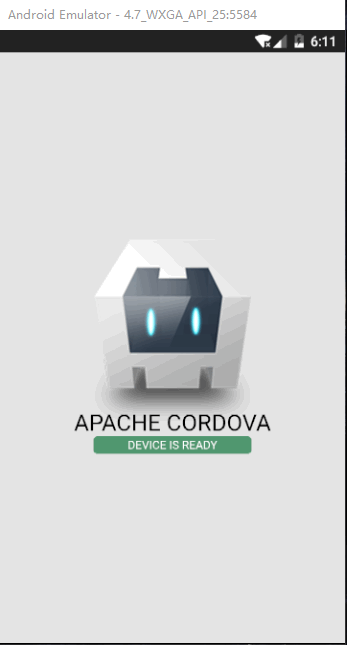 Android Emulator - 4.7_WXGA_API_25:5584
6:11
APACHE CORDOVA
DEVICE IS READY